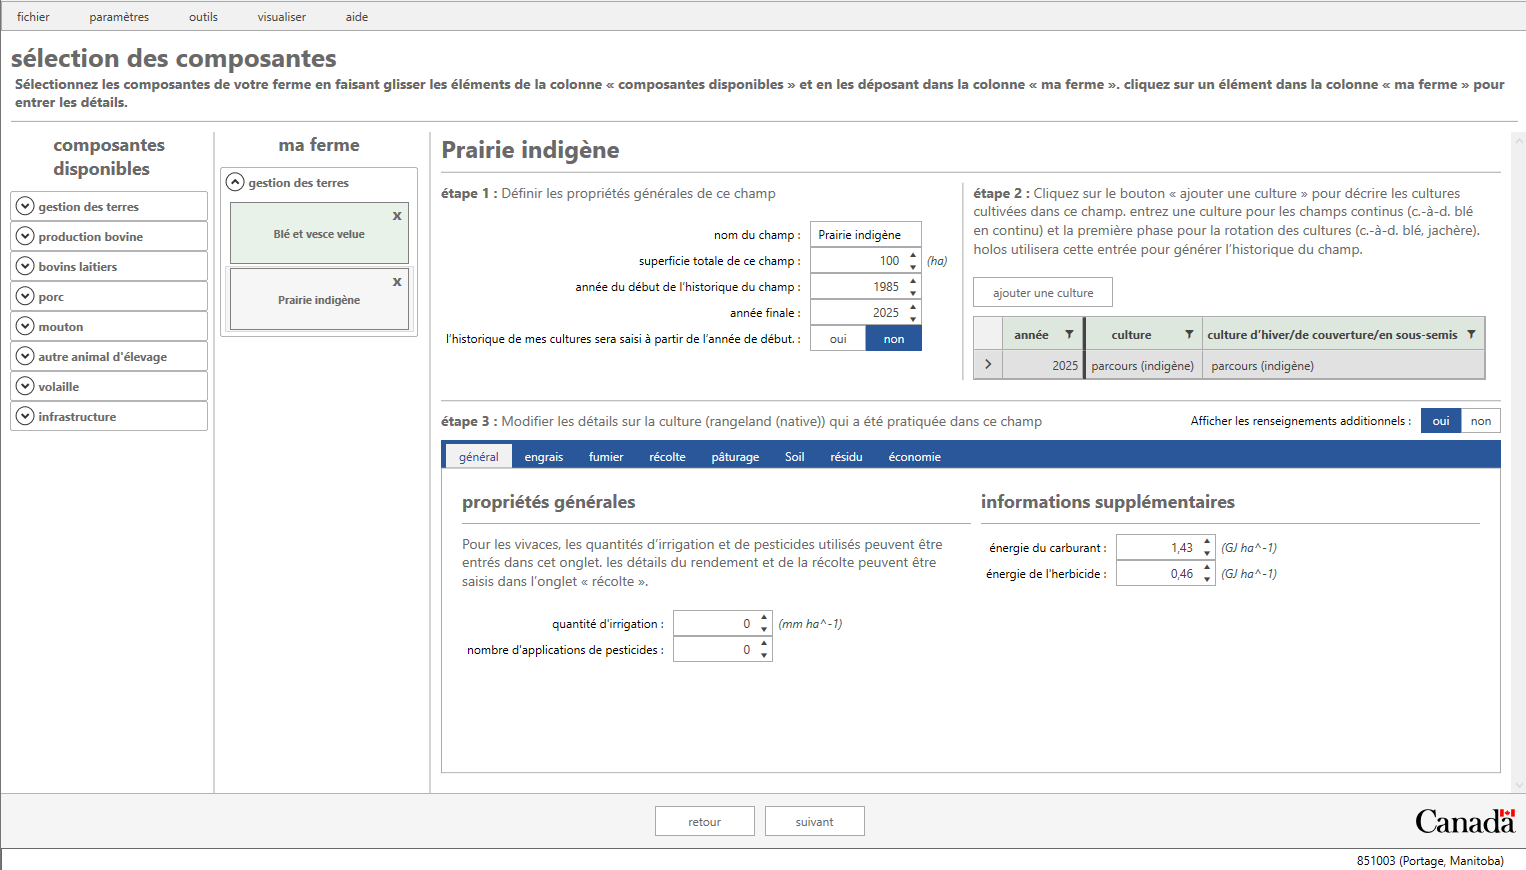 fichier paramètres outils visualiser aide
sélection des composantes
Sélectionnez les composantes de votre ferme en faisant glisser les éléments de la colonne « composantes disponibles » et en les déposant dans la colonne « ma ferme ». cliquez sur un élément dans la colonne « ma ferme » pour
entrer les détails.
composantes
disponibles
gestion des terres
production bovine
bovins laitiers
porc
mouton
autre animal d'élevage
volaille
infrastructure
ma ferme
gestion des terres
x
Blé et vesce velue
x
Prairie indigène
Prairie indigène
étape 1 : Définir les propriétés générales de ce champ
nom du champ : Prairie indigène
superficie totale de ce champ : 100 (ha)
année du début de l’historique du champ : 1985
année finale : 2025
l’historique de mes cultures sera saisi à partir de l’année de début. : oui non
étape 2 : Cliquez sur le bouton « ajouter une culture » pour décrire les cultures
cultivées dans ce champ. entrez une culture pour les champs continus (c.-à-d. blé
en continu) et la première phase pour la rotation des cultures (c.-à-d. blé, jachère).
holos utilisera cette entrée pour générer l’historique du champ.
ajouter une culture
année culture culture d’hiver/de couverture/en sous-semis
2025 parcours (indigène) parcours (indigène)
étape 3 : Modifier les détails sur la culture (rangeland (native)) qui a été pratiquée dans ce champ
Afficher les renseignements additionnels : oui non
général engrais fumier récolte pâturage Soil résidu économie
propriétés générales
Pour les vivaces, les quantités d’irrigation et de pesticides utilisés peuvent être
entrés dans cet onglet. les détails du rendement et de la récolte peuvent être
saisis dans l’onglet « récolte ».
quantité d'irrigation : 0 (mm ha^-1)
nombre d'applications de pesticides : 0
informations supplémentaires
énergie du carburant : 1,43 (GJ ha^-1)
énergie de l'herbicide : 0,46 (GJ ha^-1)
retour suivant
Canada
851003 (Portage, Manitoba)